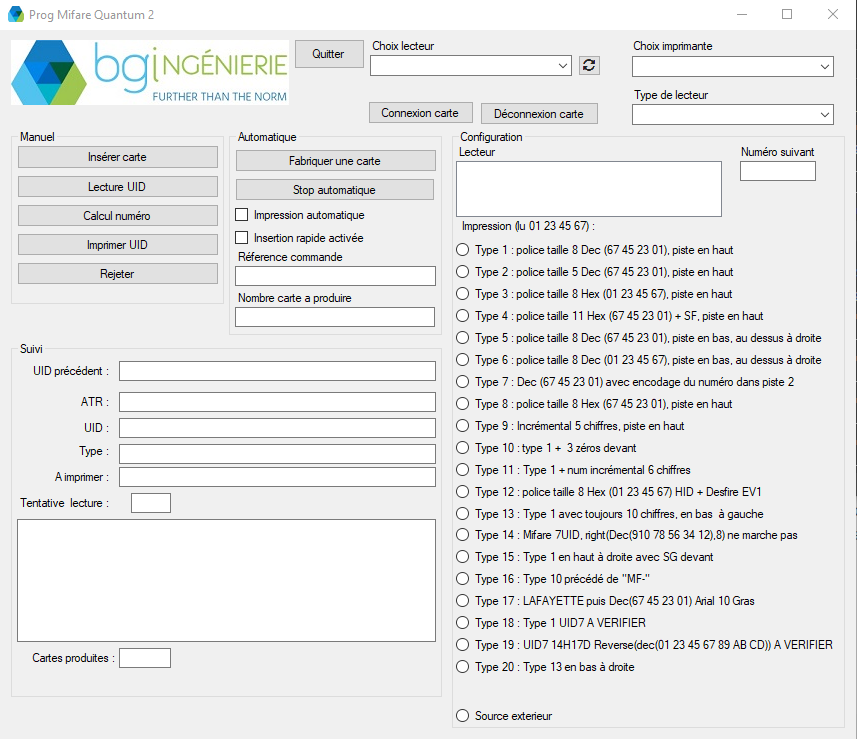 Prog Mifare Quantum 2
bgingénierie
FURTHER THAN THE NORM
Quitter
Choix lecteur
Choix imprimante
Type de lecteur
Connexion carte
Déconnexion carte
Manuel
Insérer carte
Lecture UID
Calcul numéro
Imprimer UID
Rejeter
Automatique
Fabriquer une carte
Stop automatique
Impression automatique
Insertion rapide activée
Réference commande
Nombre carte a produire
Configuration
Lecteur
Numéro suivant
Impression (lu 01 23 45 67) :
Type 1 : police taille 8 Dec (67 45 23 01), piste en haut
Type 2 : police taille 5 Dec (67 45 23 01), piste en haut
Type 3 : police taille 8 Hex (01 23 45 67), piste en haut
Type 4 : police taille 11 Hex (67 45 23 01) + SF, piste en haut
Type 5 : police taille 8 Dec (67 45 23 01), piste en bas, au dessus à droite
Type 6 : police taille 8 Dec (01 23 45 67), piste en bas, au dessus à droite
Type 7 : Dec (67 45 23 01) avec encodage du numéro dans piste 2
Type 8 : police taille 8 Hex (67 45 23 01), piste en haut
Type 9 : Incrémental 5 chiffres, piste en haut
Type 10 : type 1 + 3 zéros devant
Type 11 : Type 1 + num incrémental 6 chiffres
Type 12 : police taille 8 Hex (01 23 45 67) HID + Desfire EV1
Type 13 : Type 1 avec toujours 10 chiffres, en bas à gauche
Type 14 : Mifare 7UID, right(Dec(910 78 56 34 12),8) ne marche pas
Type 15 : Type 1 en haut à droite avec SG devant
Type 16 : Type 10 précédé de "MF-"
Type 17 : LAFAYETTE puis Dec(67 45 23 01) Arial 10 Gras
Type 18 : Type 1 UID7 A VERIFIER
Type 19 : UID7 14H17D Reverse(dec(01 23 45 67 89 AB CD)) A VERIFIER
Type 20 : Type 13 en bas à droite
Source exterieur
Suivi
UID précédent :
ATR :
UID :
Type :
A imprimer :
Tentative lecture :
Cartes produites :